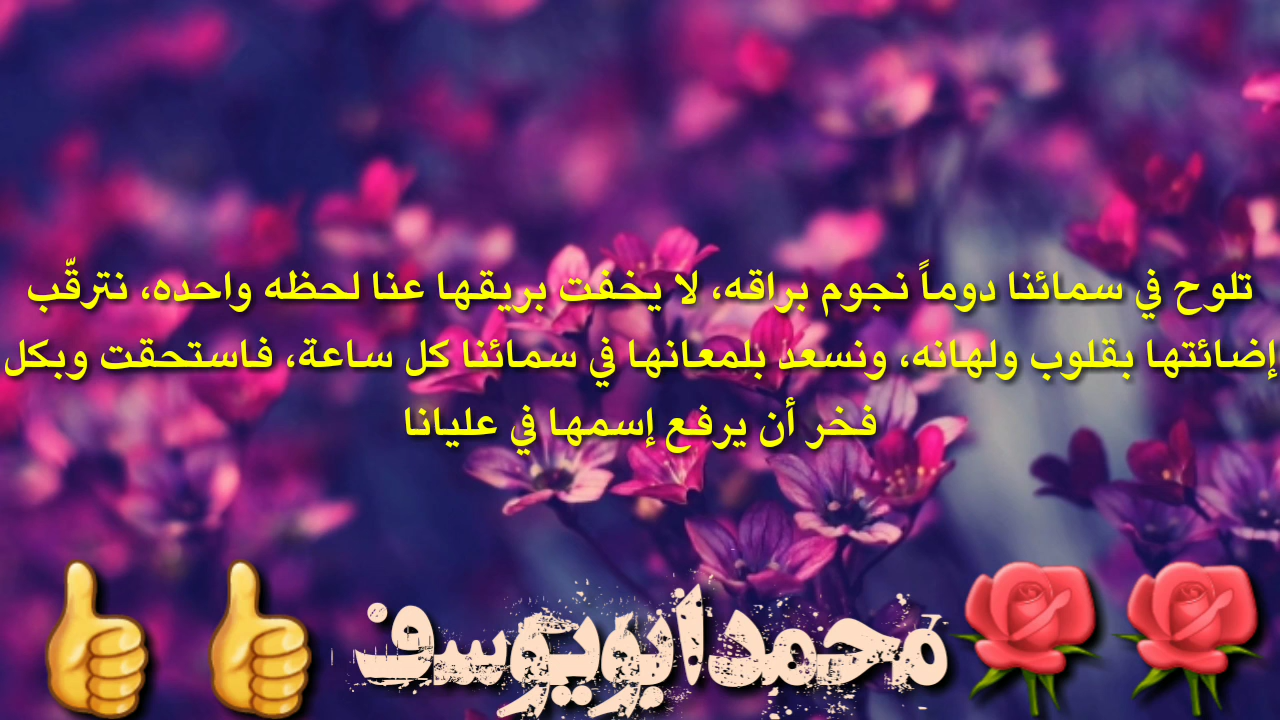 تلوح في سمائنا دوماً نجوم براقه، لا يخفت بريقها عنا لحظه واحده، نترقّب
إضائتها بقلوب ولهانه، ونسعد بلمعانها في سمائنا كل ساعة، فاستحقت وبكل
فخر أن يرفع إسمها في عليانا
محمدابويوسف